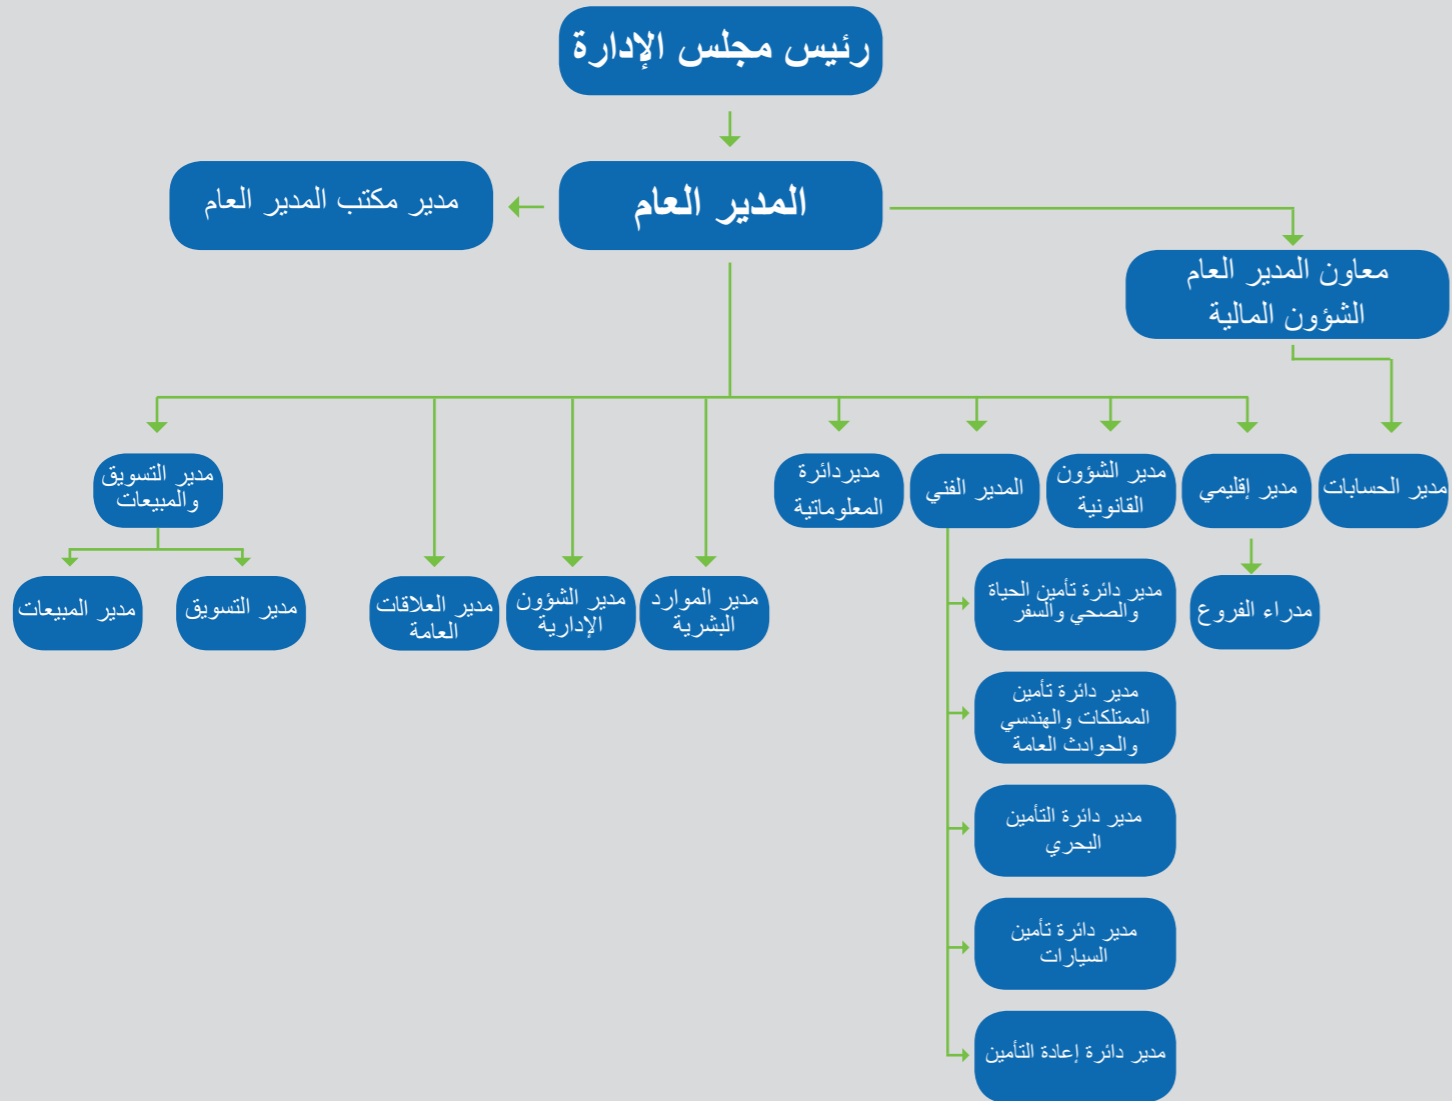 رئيس مجلس الإدارة
المدير العام
مدير مكتب المدير العام
معاون المدير العام
الشؤون المالية
مدير الحسابات
مدير إقليمي
مدير الشؤون
القانونية
المدير الفني
مديردائرة
المعلوماتية
مدير التسويق
والمبيعات
مدراء الفروع
مدير الموارد
البشرية
مدير الشؤون
الإدارية
مدير العلاقات
العامة
مدير التسويق
مدير المبيعات
مدير دائرة تأمين الحياة
والصحي والسفر
مدير دائرة تأمين
الممتلكات والهندسي
والحوادث العامة
مدير دائرة التأمين
البحري
مدير دائرة تأمين
السيارات
مدير دائرة إعادة التأمين